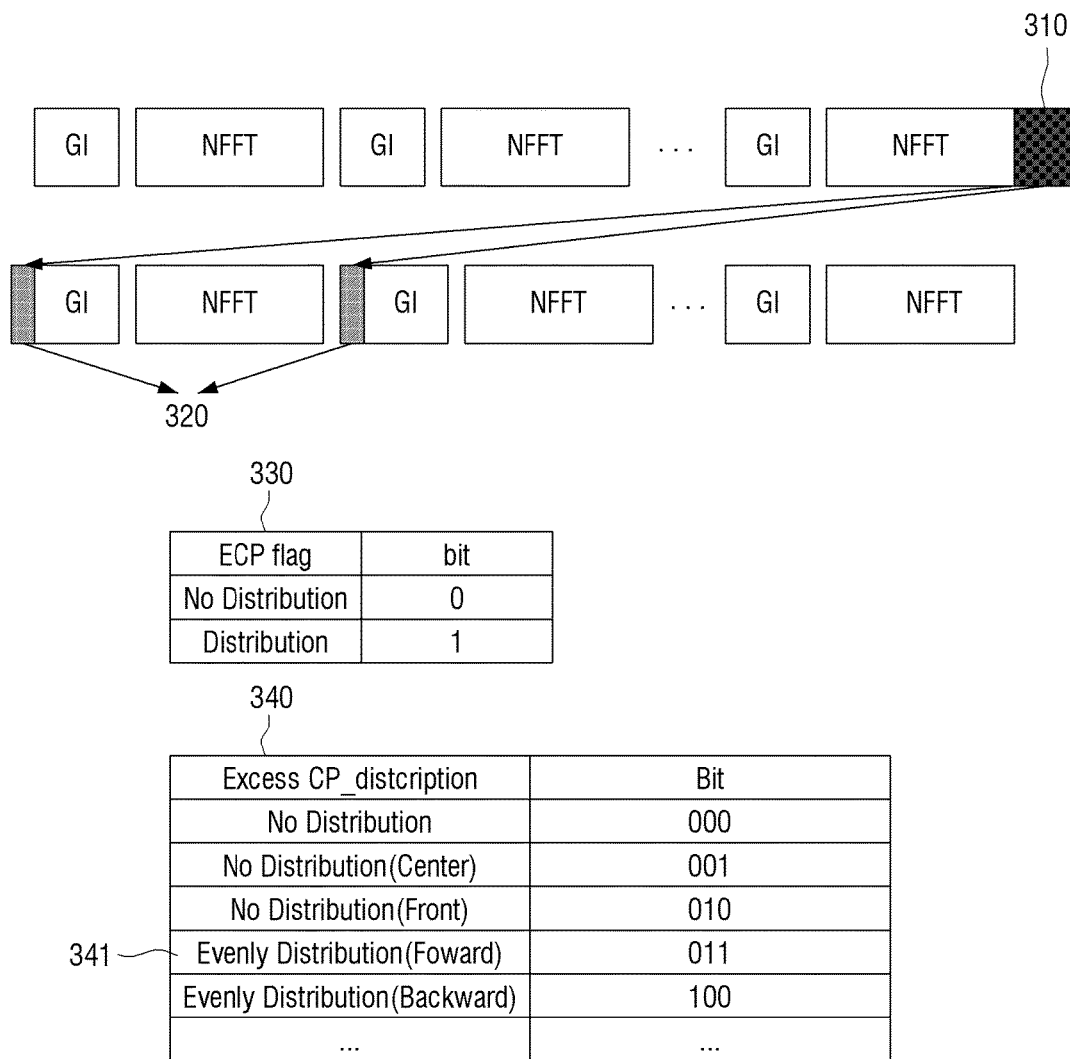 310
GI NFFT GI NFFT ... GI NFFT
GI NFFT GI NFFT ... GI NFFT
320
330
ECP flag bit
No Distribution 0
Distribution 1
340
Excess CP_distcription Bit
No Distribution 000
No Distribution(Center) 001
No Distribution(Front) 010
341 Evenly Distribution(Foward) 011
Evenly Distribution(Backward) 100
... ...